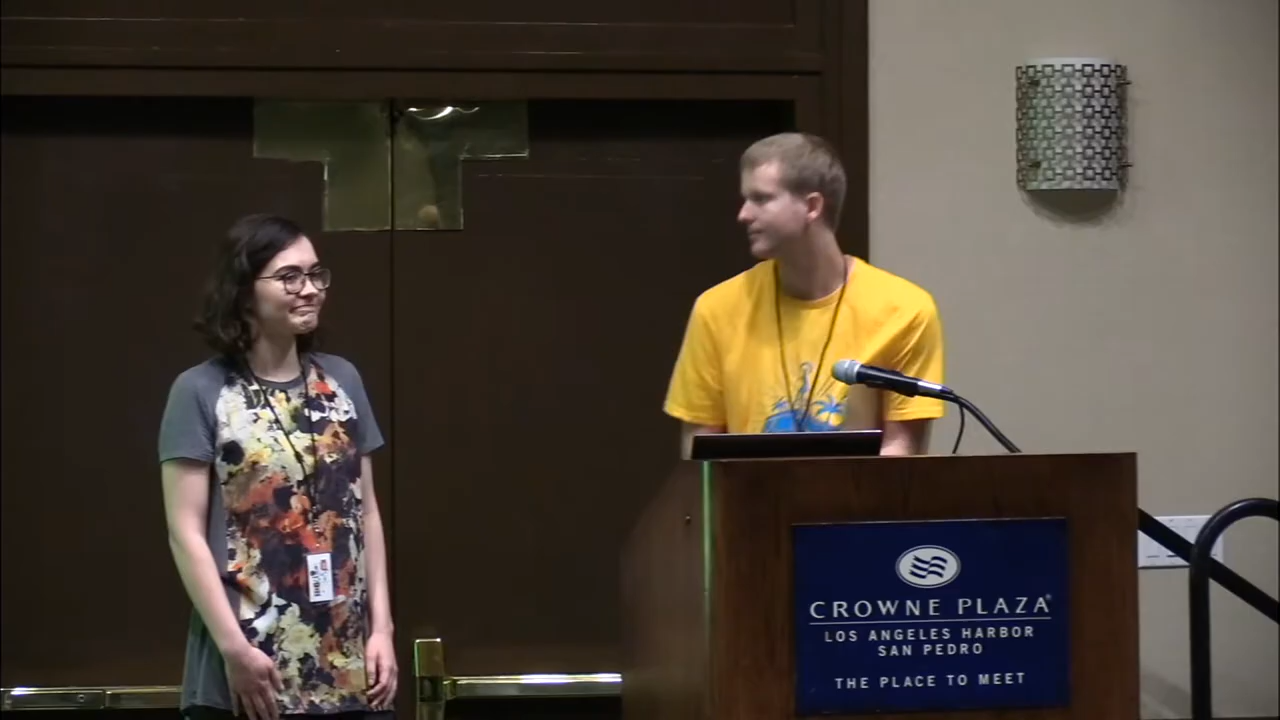 CROWNE PLAZA®
LOS ANGELES HARBOR
SAN PEDRO
THE PLACE TO MEET